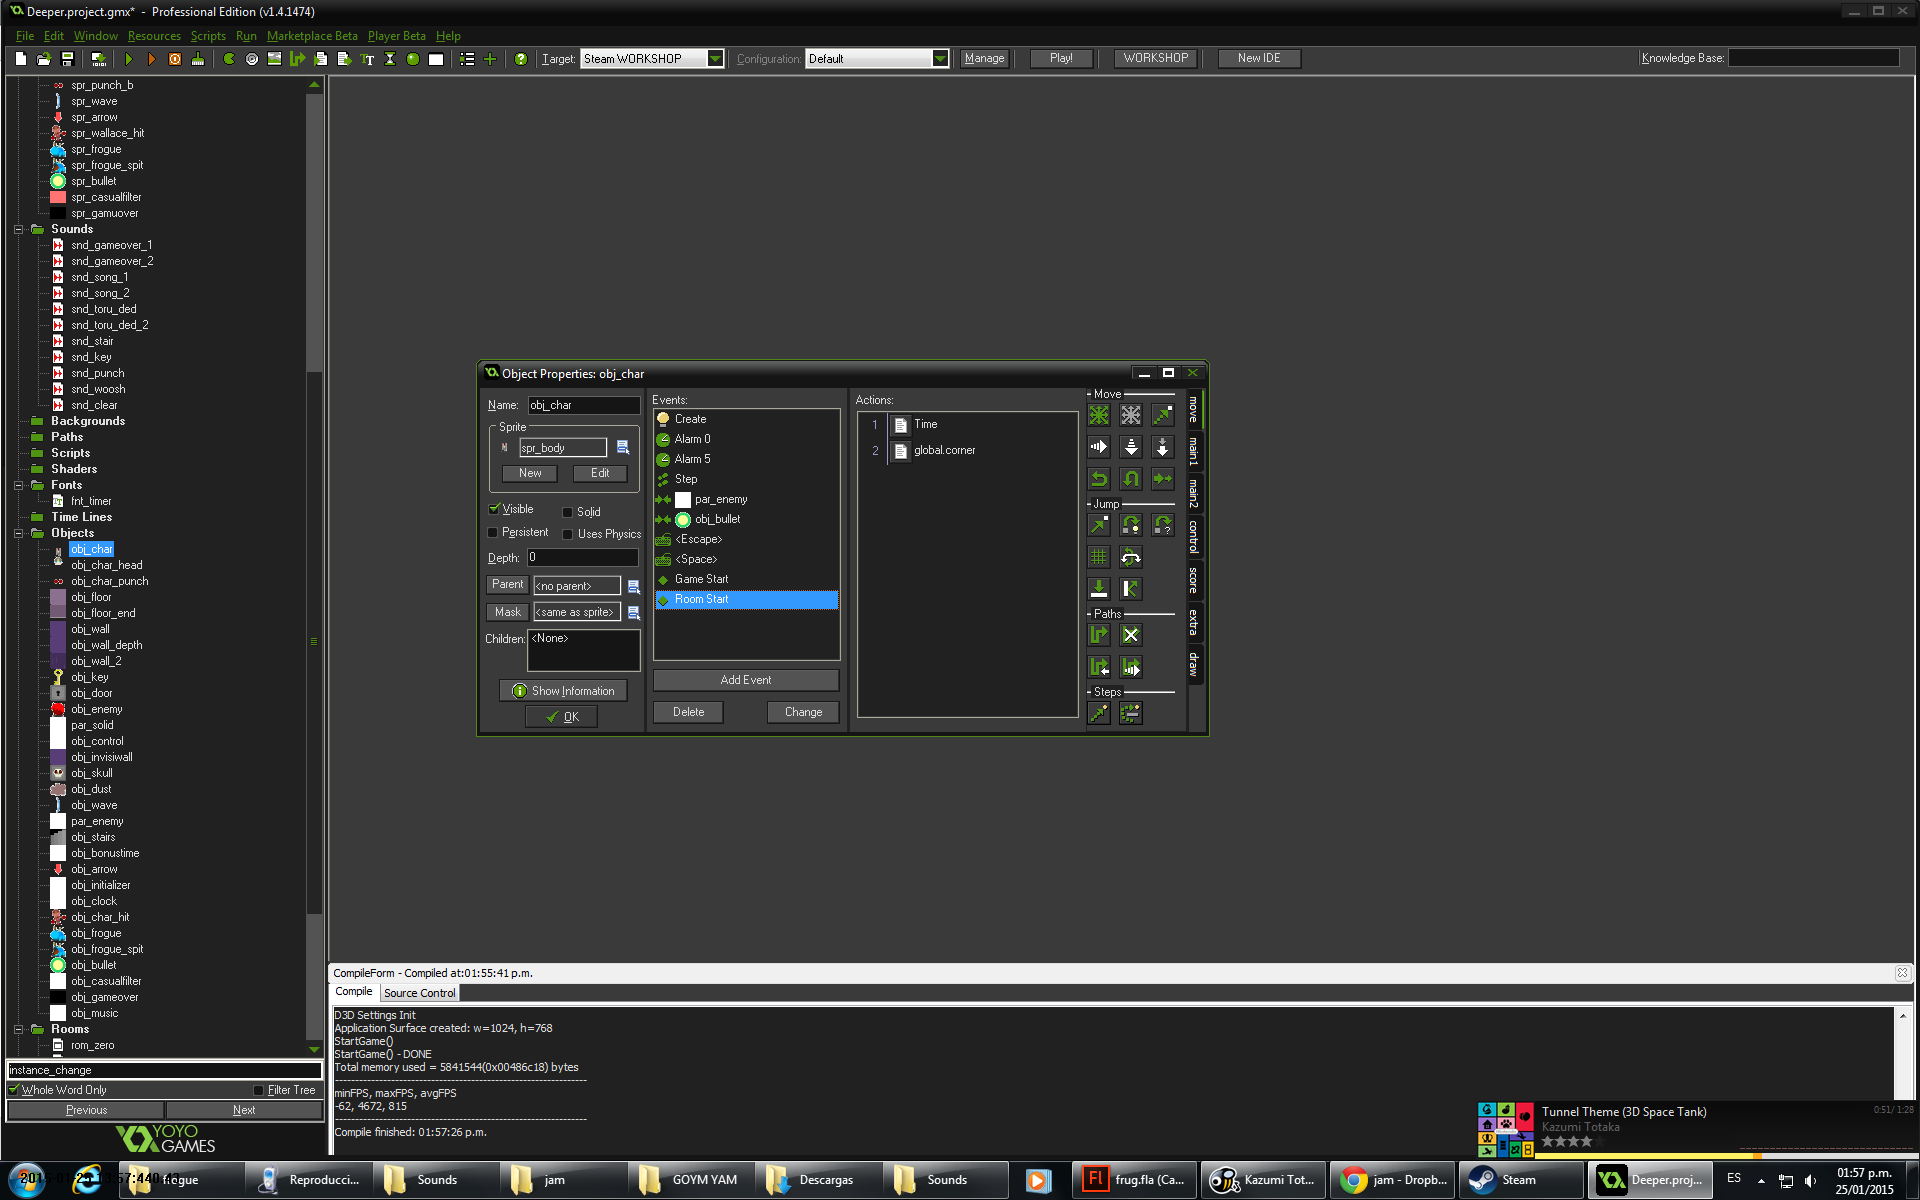 Deeper.project.gmx* - Professional Edition (v1.4.1474)
File Edit Window Resources Scripts Run Marketplace Beta Player Beta Help
Target: Steam WORKSHOP Configuration: Default Manage Play! WORKSHOP New IDE Knowledge Base:
spr_punch_b
spr_wave
spr_arrow
spr_wallace_hit
spr_frogue
spr_frogue_spit
spr_bullet
spr_casualfilter
spr_gamuover
Sounds
snd_gameover_1
snd_gameover_2
snd_song_1
snd_song_2
snd_toru_ded
snd_toru_ded_2
snd_stair
snd_key
snd_punch
snd_woosh
snd_clear
Backgrounds
Paths
Scripts
Shaders
Fonts
fnt_timer
Time Lines
Objects
obj_char
obj_char_head
obj_char_punch
obj_floor
obj_floor_end
obj_wall
obj_wall_depth
obj_wall_2
obj_key
obj_door
obj_enemy
par_solid
obj_control
obj_invisiwall
obj_skull
obj_dust
obj_wave
par_enemy
obj_stairs
obj_bonustime
obj_arrow
obj_initializer
obj_clock
obj_char_hit
obj_frogue
obj_frogue_spit
obj_bullet
obj_casualfilter
obj_gameover
obj_music
Rooms
rom_zero
instance_change
Whole Word Only Filter Tree
Previous Next
YOYO
GAMES
Object Properties: obj_char
Name: obj_char
Sprite
spr_body
New Edit
Visible Solid
Persistent Uses Physics
Depth: 0
Parent <no parent>
Mask <same as sprite>
Children: <None>
Show Information
OK
Events:
Create
Alarm 0
Alarm 5
Step
par_enemy
obj_bullet
<Escape>
<Space>
Game Start
Room Start
Add Event
Delete Change
Actions:
1 Time
2 global.corner
Move
Jump
Paths
Steps
move
main1
main2
control
score
extra
draw
CompileForm - Compiled at:01:55:41 p.m.
Compile Source Control
D3D Settings Init
Application Surface created: w=1024, h=768
StartGame()
StartGame() - DONE
Total memory used = 5841544(0x00486c18) bytes
minFPS, maxFPS, avgFPS
-62, 4672, 815
Compile finished: 01:57:26 p.m.
Tunnel Theme (3D Space Tank) 0:51/ 1:28
Kazumi Totaka
frogue Reproducci... Sounds jam GOYM YAM Descargas Sounds frug.fla (Ca... Kazumi Tot... jam - Dropb... Steam Deeper.proj... ES
01:57 p.m.
25/01/2015